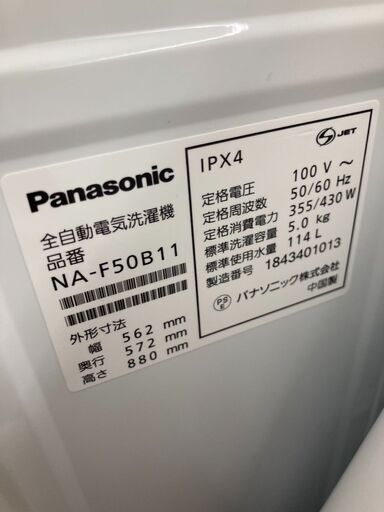 Panasonic
全自動電気洗濯機
品番
NA-F50B11
外形寸法
幅 562 mm
奥行 572 mm
高さ 880 mm
IPX4
JET
定格電圧 100 V ～
定格周波数 50/60 Hz
定格消費電力 355/430 W
標準洗濯容量 5.0 kg
標準使用水量 114 L
製造番号 1843401013
PS E
パナソニック株式会社
中国製